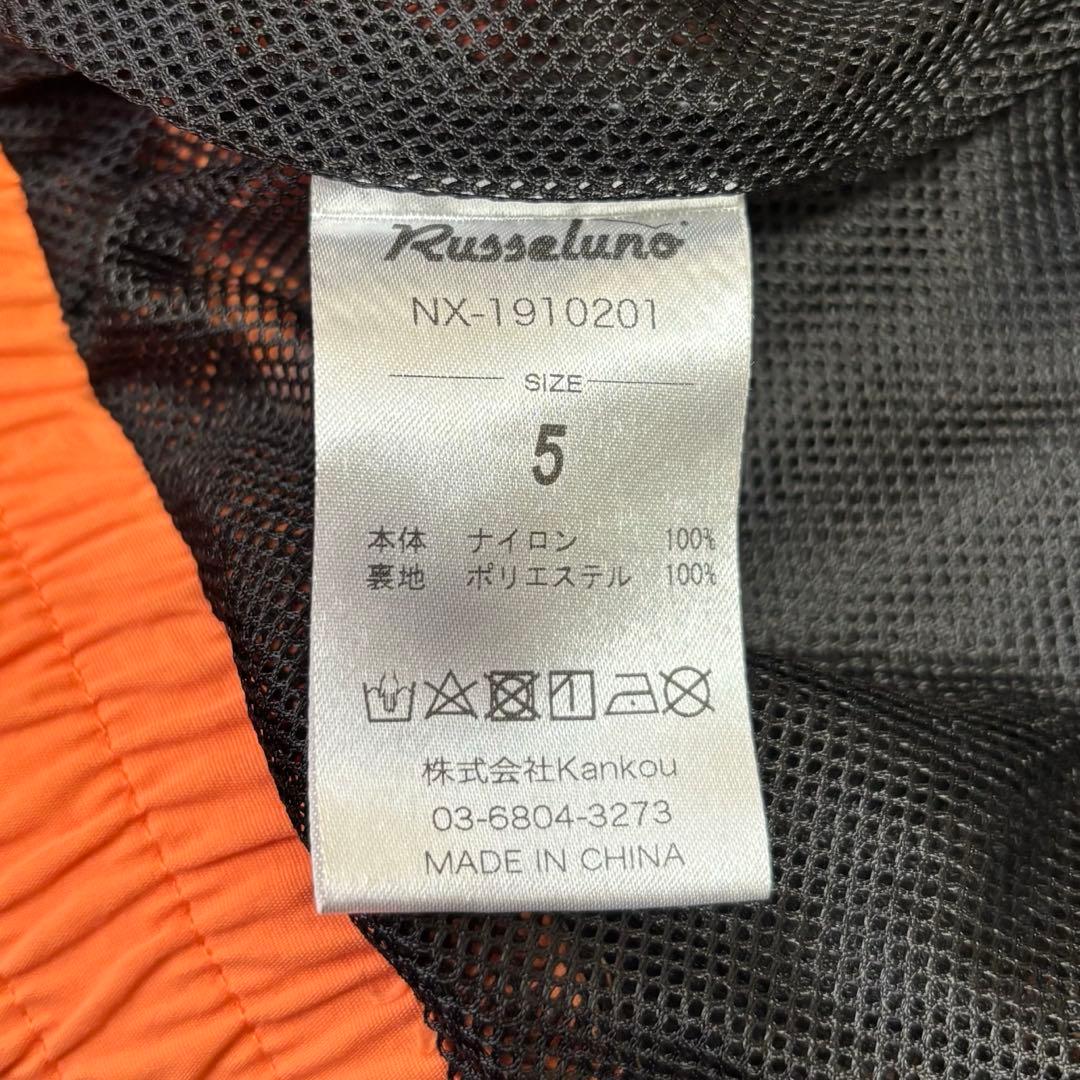 Russeluno
NX-1910201
SIZE
5
本体 ナイロン 100%
裏地 ポリエステル 100%
株式会社Kankou
03-6804-3273
MADE IN CHINA